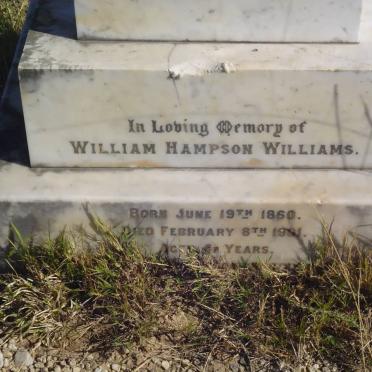 In Loving Memory of
WILLIAM HAMPSON WILLIAMS.
BORN JUNE 19TH 1860.
DIED FEBRUARY 8TH
YEARS.